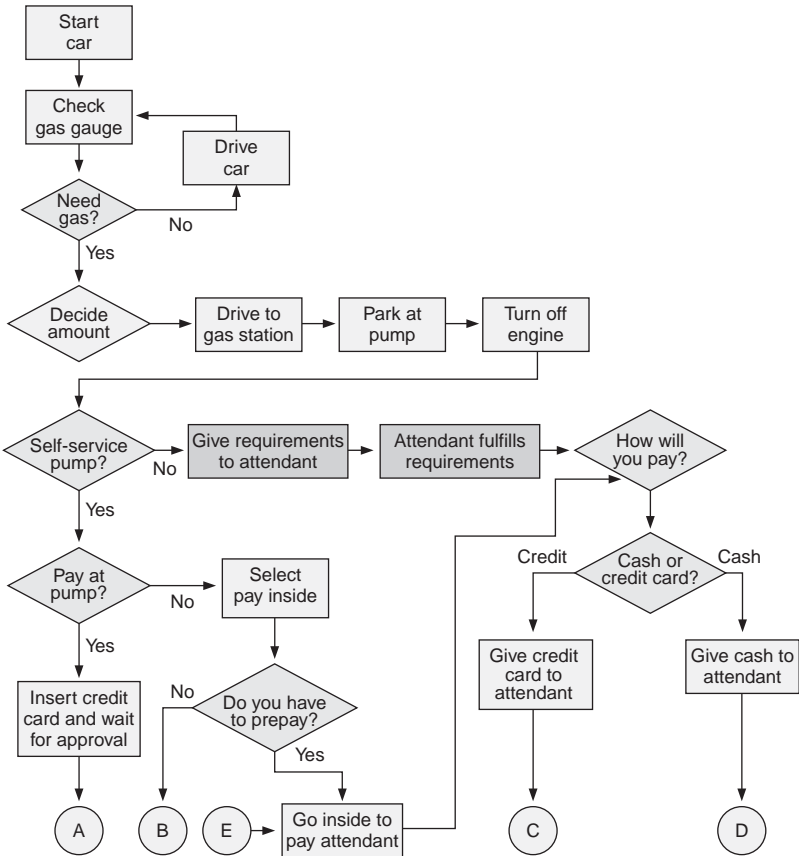 Start
car
Check
gas gauge
Drive
car
Need
gas?
No
Yes
Decide
amount
Drive to
gas station
Park at
pump
Turn off
engine
Self-service
pump?
No
Give requirements
to attendant
Attendant fulfills
requirements
How will
you pay?
Yes
Pay at
pump?
No
Select
pay inside
Credit
Cash or
credit card?
Cash
Yes
Insert credit
card and wait
for approval
No
Do you have
to prepay?
Yes
Give credit
card to
attendant
Give cash to
attendant
A
B
E
Go inside to
pay attendant
C
D